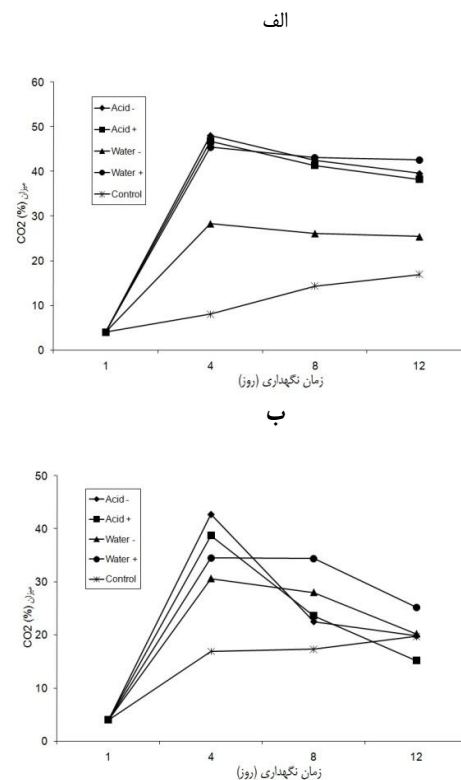 الف
60
50
40
30
20
10
0
میزان CO2 (%)
Acid -
Acid +
Water -
Water +
Control
1 4 8 12
زمان نگهداری (روز)
ب
50
40
30
20
10
0
میزان CO2 (%)
Acid -
Acid +
Water -
Water +
Control
1 4 8 12
زمان نگهداری (روز)